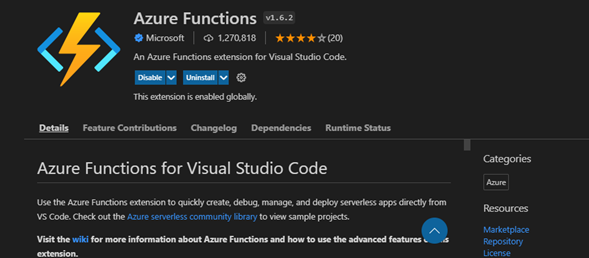 Azure Functions v1.6.2
Microsoft | 1,270,818 | (20)
An Azure Functions extension for Visual Studio Code.
Disable Uninstall
This extension is enabled globally.
Details Feature Contributions Changelog Dependencies Runtime Status
Azure Functions for Visual Studio Code
Use the Azure Functions extension to quickly create, debug, manage, and deploy serverless apps directly from
VS Code. Check out the Azure serverless community library to view sample projects.
Visit the wiki for more information about Azure Functions and how to use the advanced features
extension.
Categories
Azure
Resources
Marketplace
Repository
License